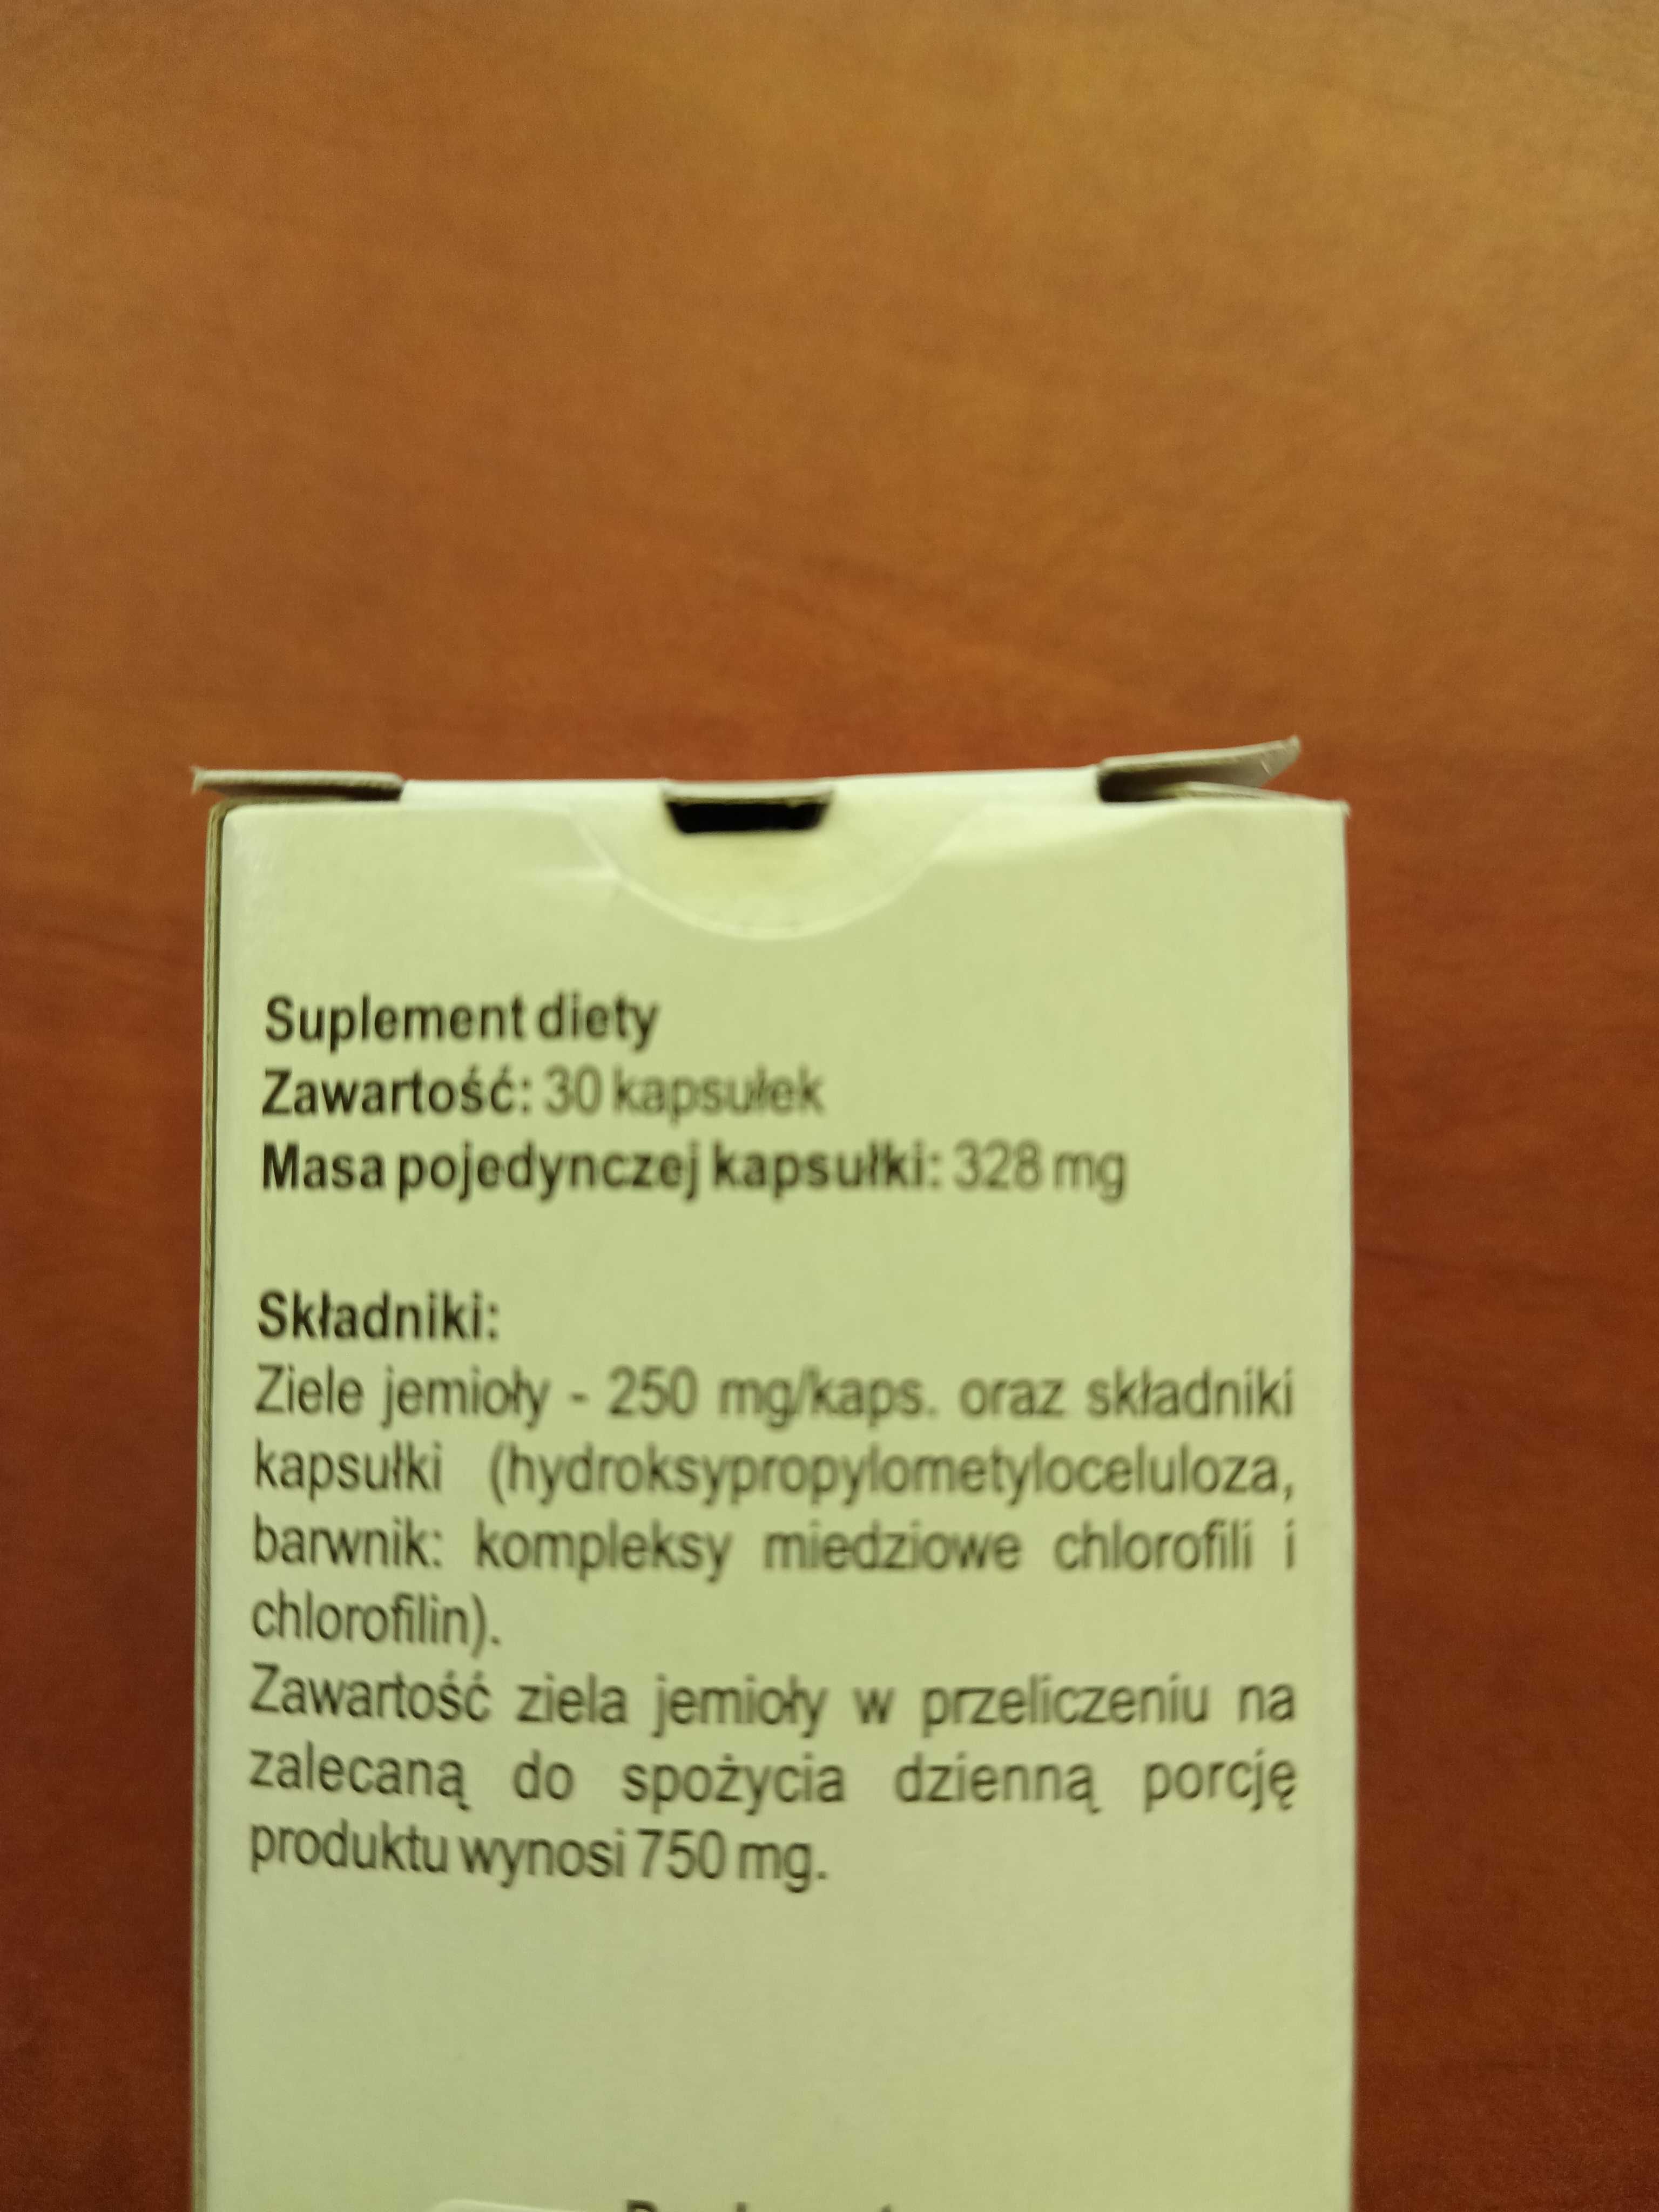 Suplement diety
Zawartość: 30 kapsułek
Masa pojedynczej kapsułki: 328 mg
Składniki:
Ziele jemioły - 250 mg/kaps. oraz składniki
kapsułki (hydroksypropylometyloceluloza,
barwnik: kompleksy miedziowe chlorofili i
chlorofilin).
Zawartość ziela jemioły w przeliczeniu na
zalecaną do spożycia dzienną porcję
produktu wynosi 750 mg.